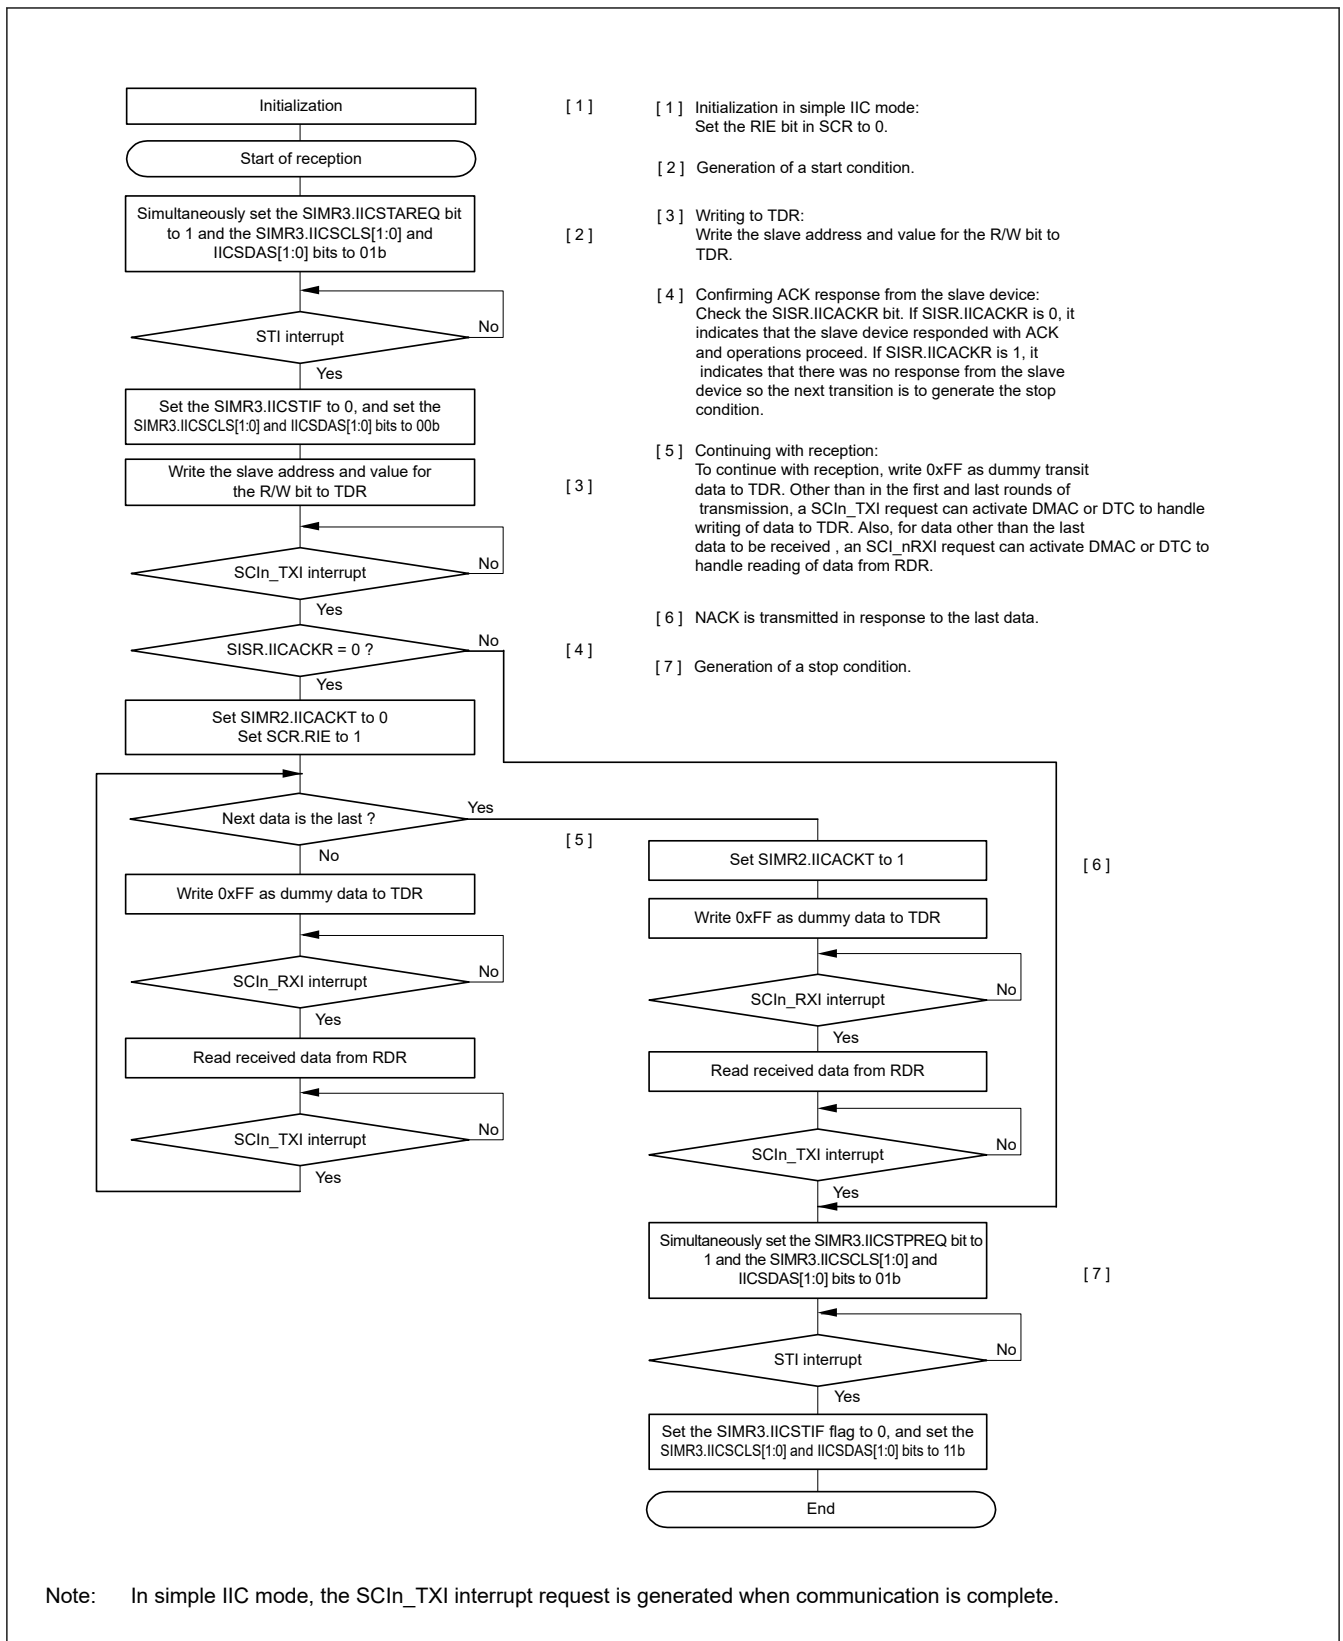 Initialization
[ 1 ]
Start of reception
Simultaneously set the SIMR3.IICSTAREQ bit
to 1 and the SIMR3.IICSCLS[1:0] and
IICSDAS[1:0] bits to 01b
[ 2 ]
STI interrupt
No
Yes
Set the SIMR3.IICSTIF to 0, and set the
SIMR3.IICSCLS[1:0] and IICSDAS[1:0] bits to 00b
Write the slave address and value for
the R/W bit to TDR
[ 3 ]
SCIn_TXI interrupt
No
Yes
SISR.IICACKR = 0 ?
No
[ 4 ]
Yes
Set SIMR2.IICACKT to 0
Set SCR.RIE to 1
Next data is the last ?
Yes
[ 5 ]
No
Write 0xFF as dummy data to TDR
SCIn_RXI interrupt
No
Yes
Read received data from RDR
SCIn_TXI interrupt
No
Yes
[ 1 ] Initialization in simple IIC mode:
Set the RIE bit in SCR to 0.
[ 2 ] Generation of a start condition.
[ 3 ] Writing to TDR:
Write the slave address and value for the R/W bit to
TDR.
[ 4 ] Confirming ACK response from the slave device:
Check the SISR.IICACKR bit. If SISR.IICACKR is 0, it
indicates that the slave device responded with ACK
and operations proceed. If SISR.IICACKR is 1, it
indicates that there was no response from the slave
device so the next transition is to generate the stop
condition.
[ 5 ] Continuing with reception:
To continue with reception, write 0xFF as dummy transit
data to TDR. Other than in the first and last rounds of
transmission, a SCIn_TXI request can activate DMAC or DTC to handle
writing of data to TDR. Also, for data other than the last
data to be received , an SCI_nRXI request can activate DMAC or DTC to
handle reading of data from RDR.
[ 6 ] NACK is transmitted in response to the last data.
[ 7 ] Generation of a stop condition.
Set SIMR2.IICACKT to 1
[ 6 ]
Write 0xFF as dummy data to TDR
SCIn_RXI interrupt
No
Yes
Read received data from RDR
SCIn_TXI interrupt
No
Yes
Simultaneously set the SIMR3.IICSTPREQ bit to
1 and the SIMR3.IICSCLS[1:0] and
IICSDAS[1:0] bits to 01b
[ 7 ]
STI interrupt
No
Yes
Set the SIMR3.IICSTIF flag to 0, and set the
SIMR3.IICSCLS[1:0] and IICSDAS[1:0] bits to 11b
End
Note: In simple IIC mode, the SCIn_TXI interrupt request is generated when communication is complete.